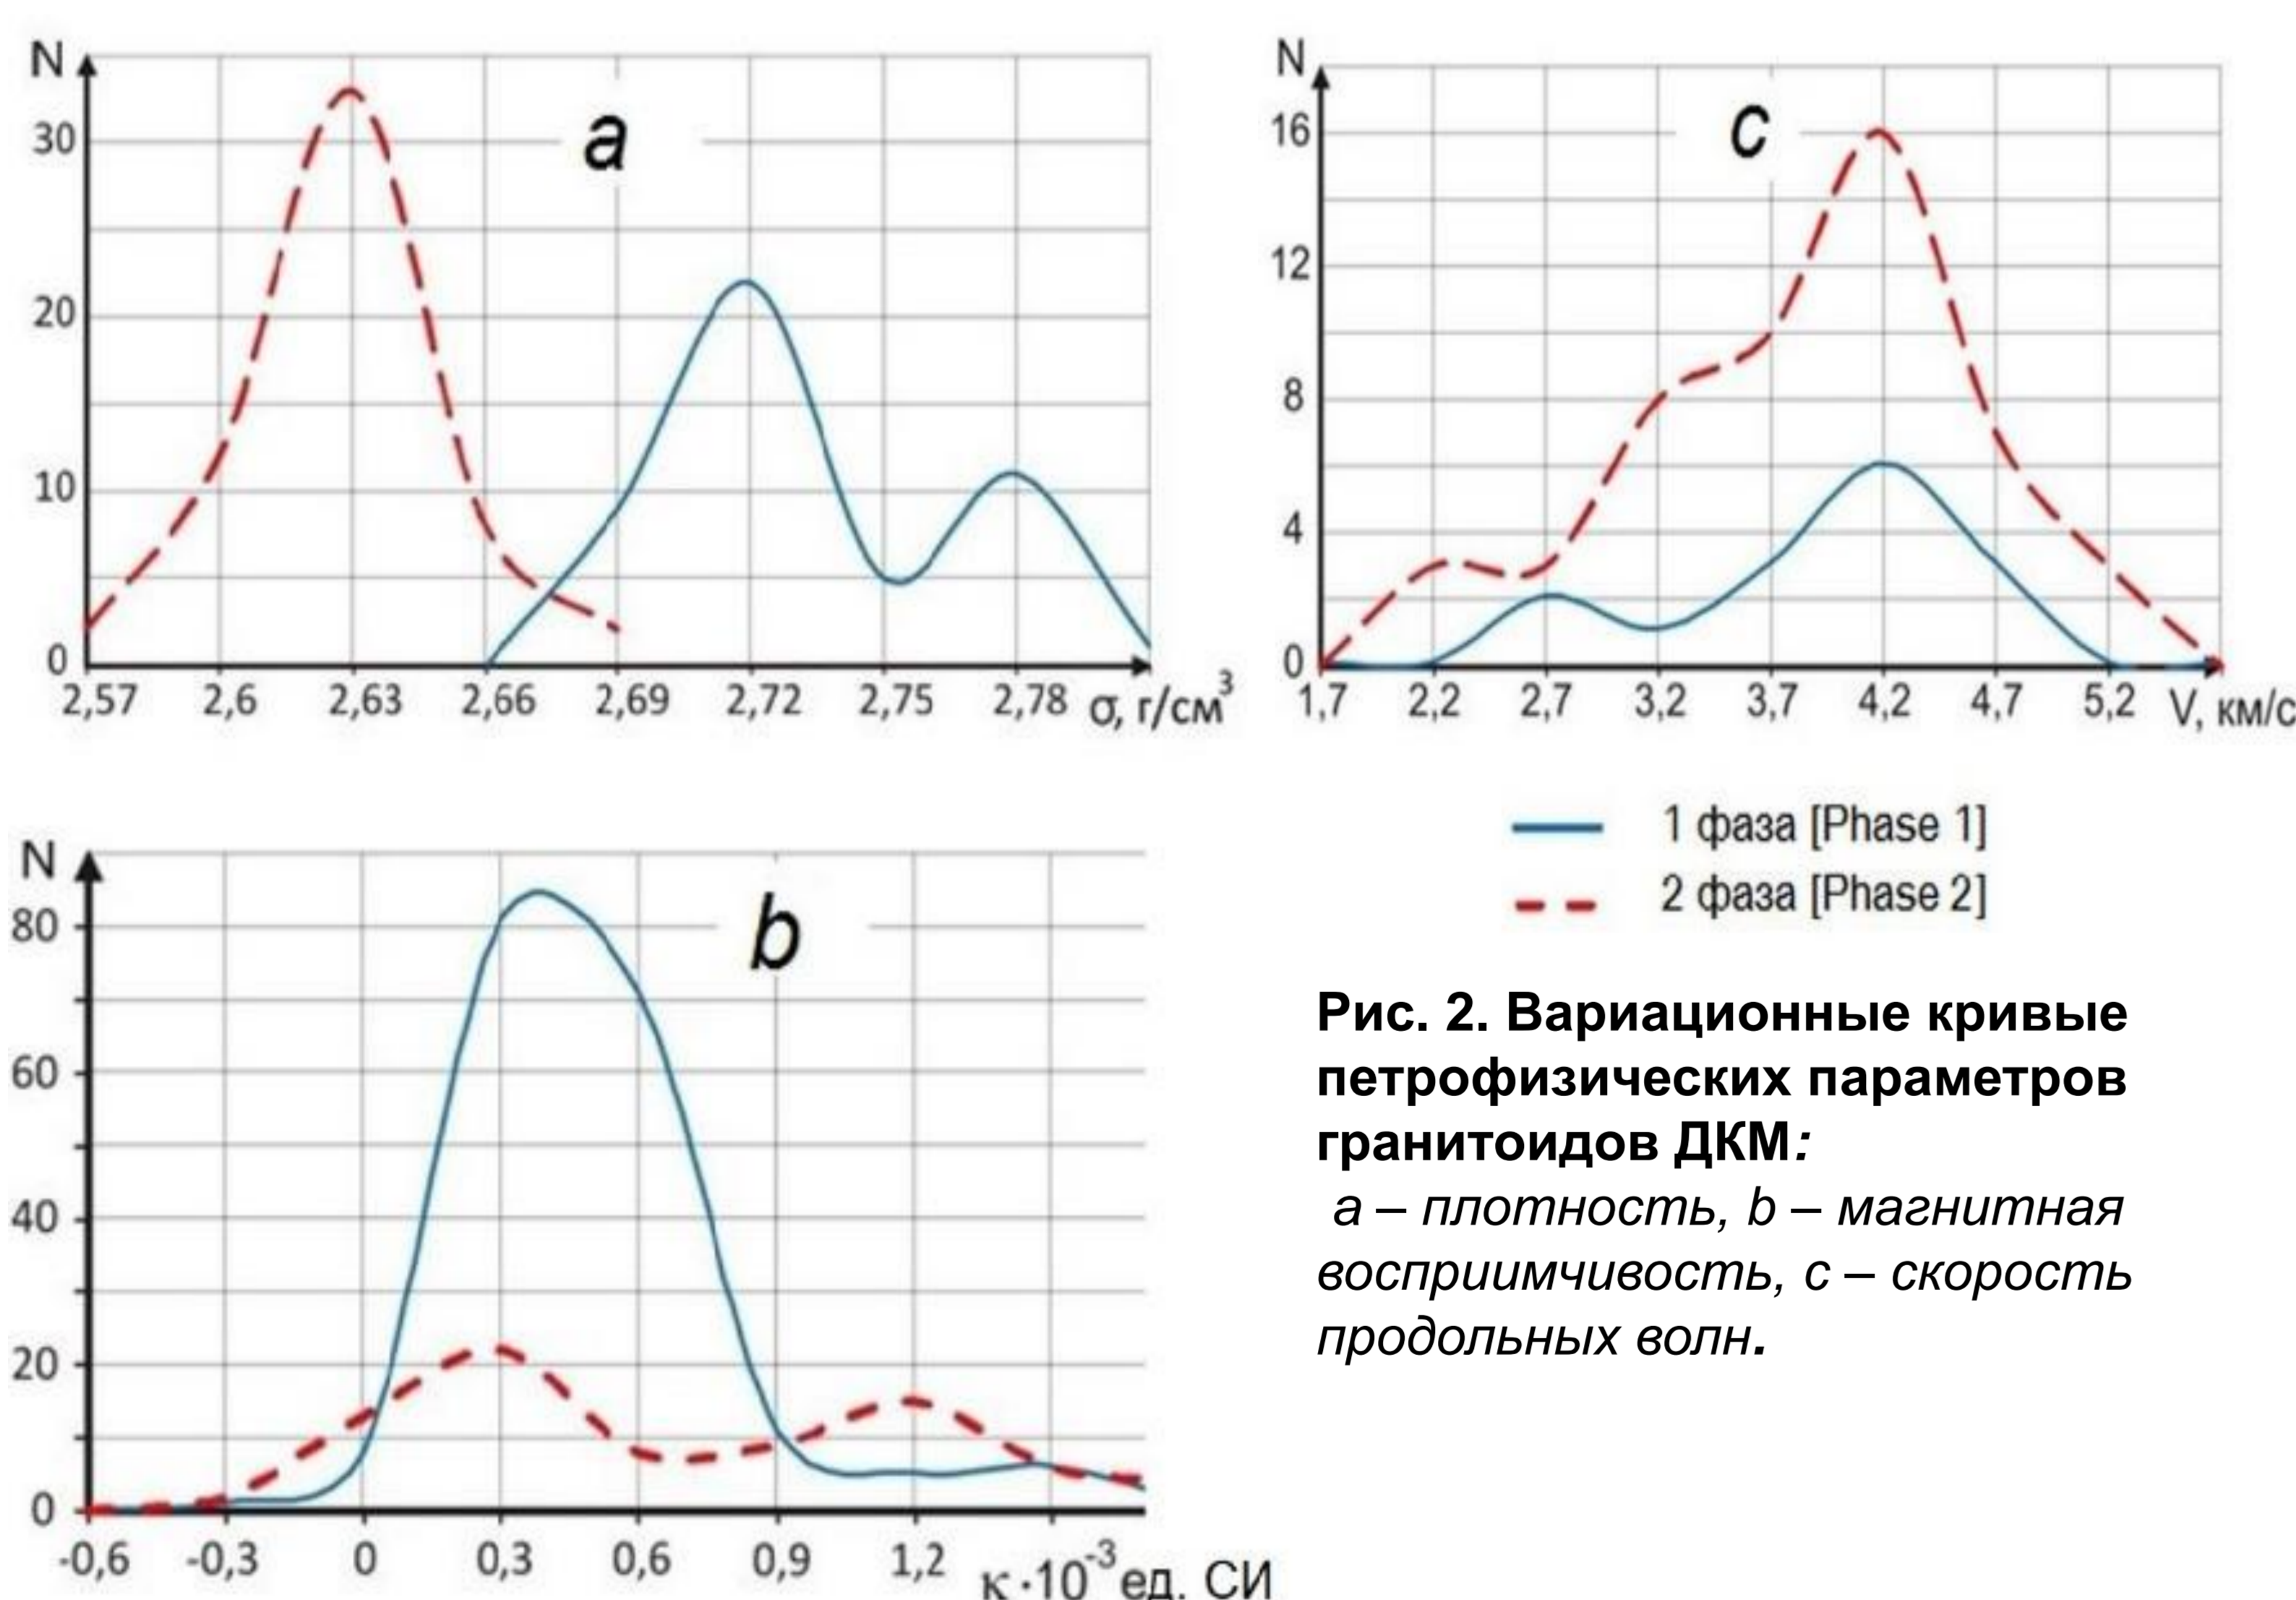 N
a
30
20
10
0
2,57 2,6 2,63 2,66 2,69 2,72 2,75 2,78 σ, г/см³
N
c
16
12
8
4
0
1,7 2,2 2,7 3,2 3,7 4,2 4,7 5,2 V, км/с
1 фаза [Phase 1]
2 фаза [Phase 2]
N
b
80
60
40
20
0
-0,6 -0,3 0 0,3 0,6 0,9 1,2 κ·10⁻³ ед. СИ
Рис. 2. Вариационные кривые
петрофизических параметров
гранитоидов ДКМ:
a – плотность, b – магнитная
восприимчивость, c – скорость
продольных волн.